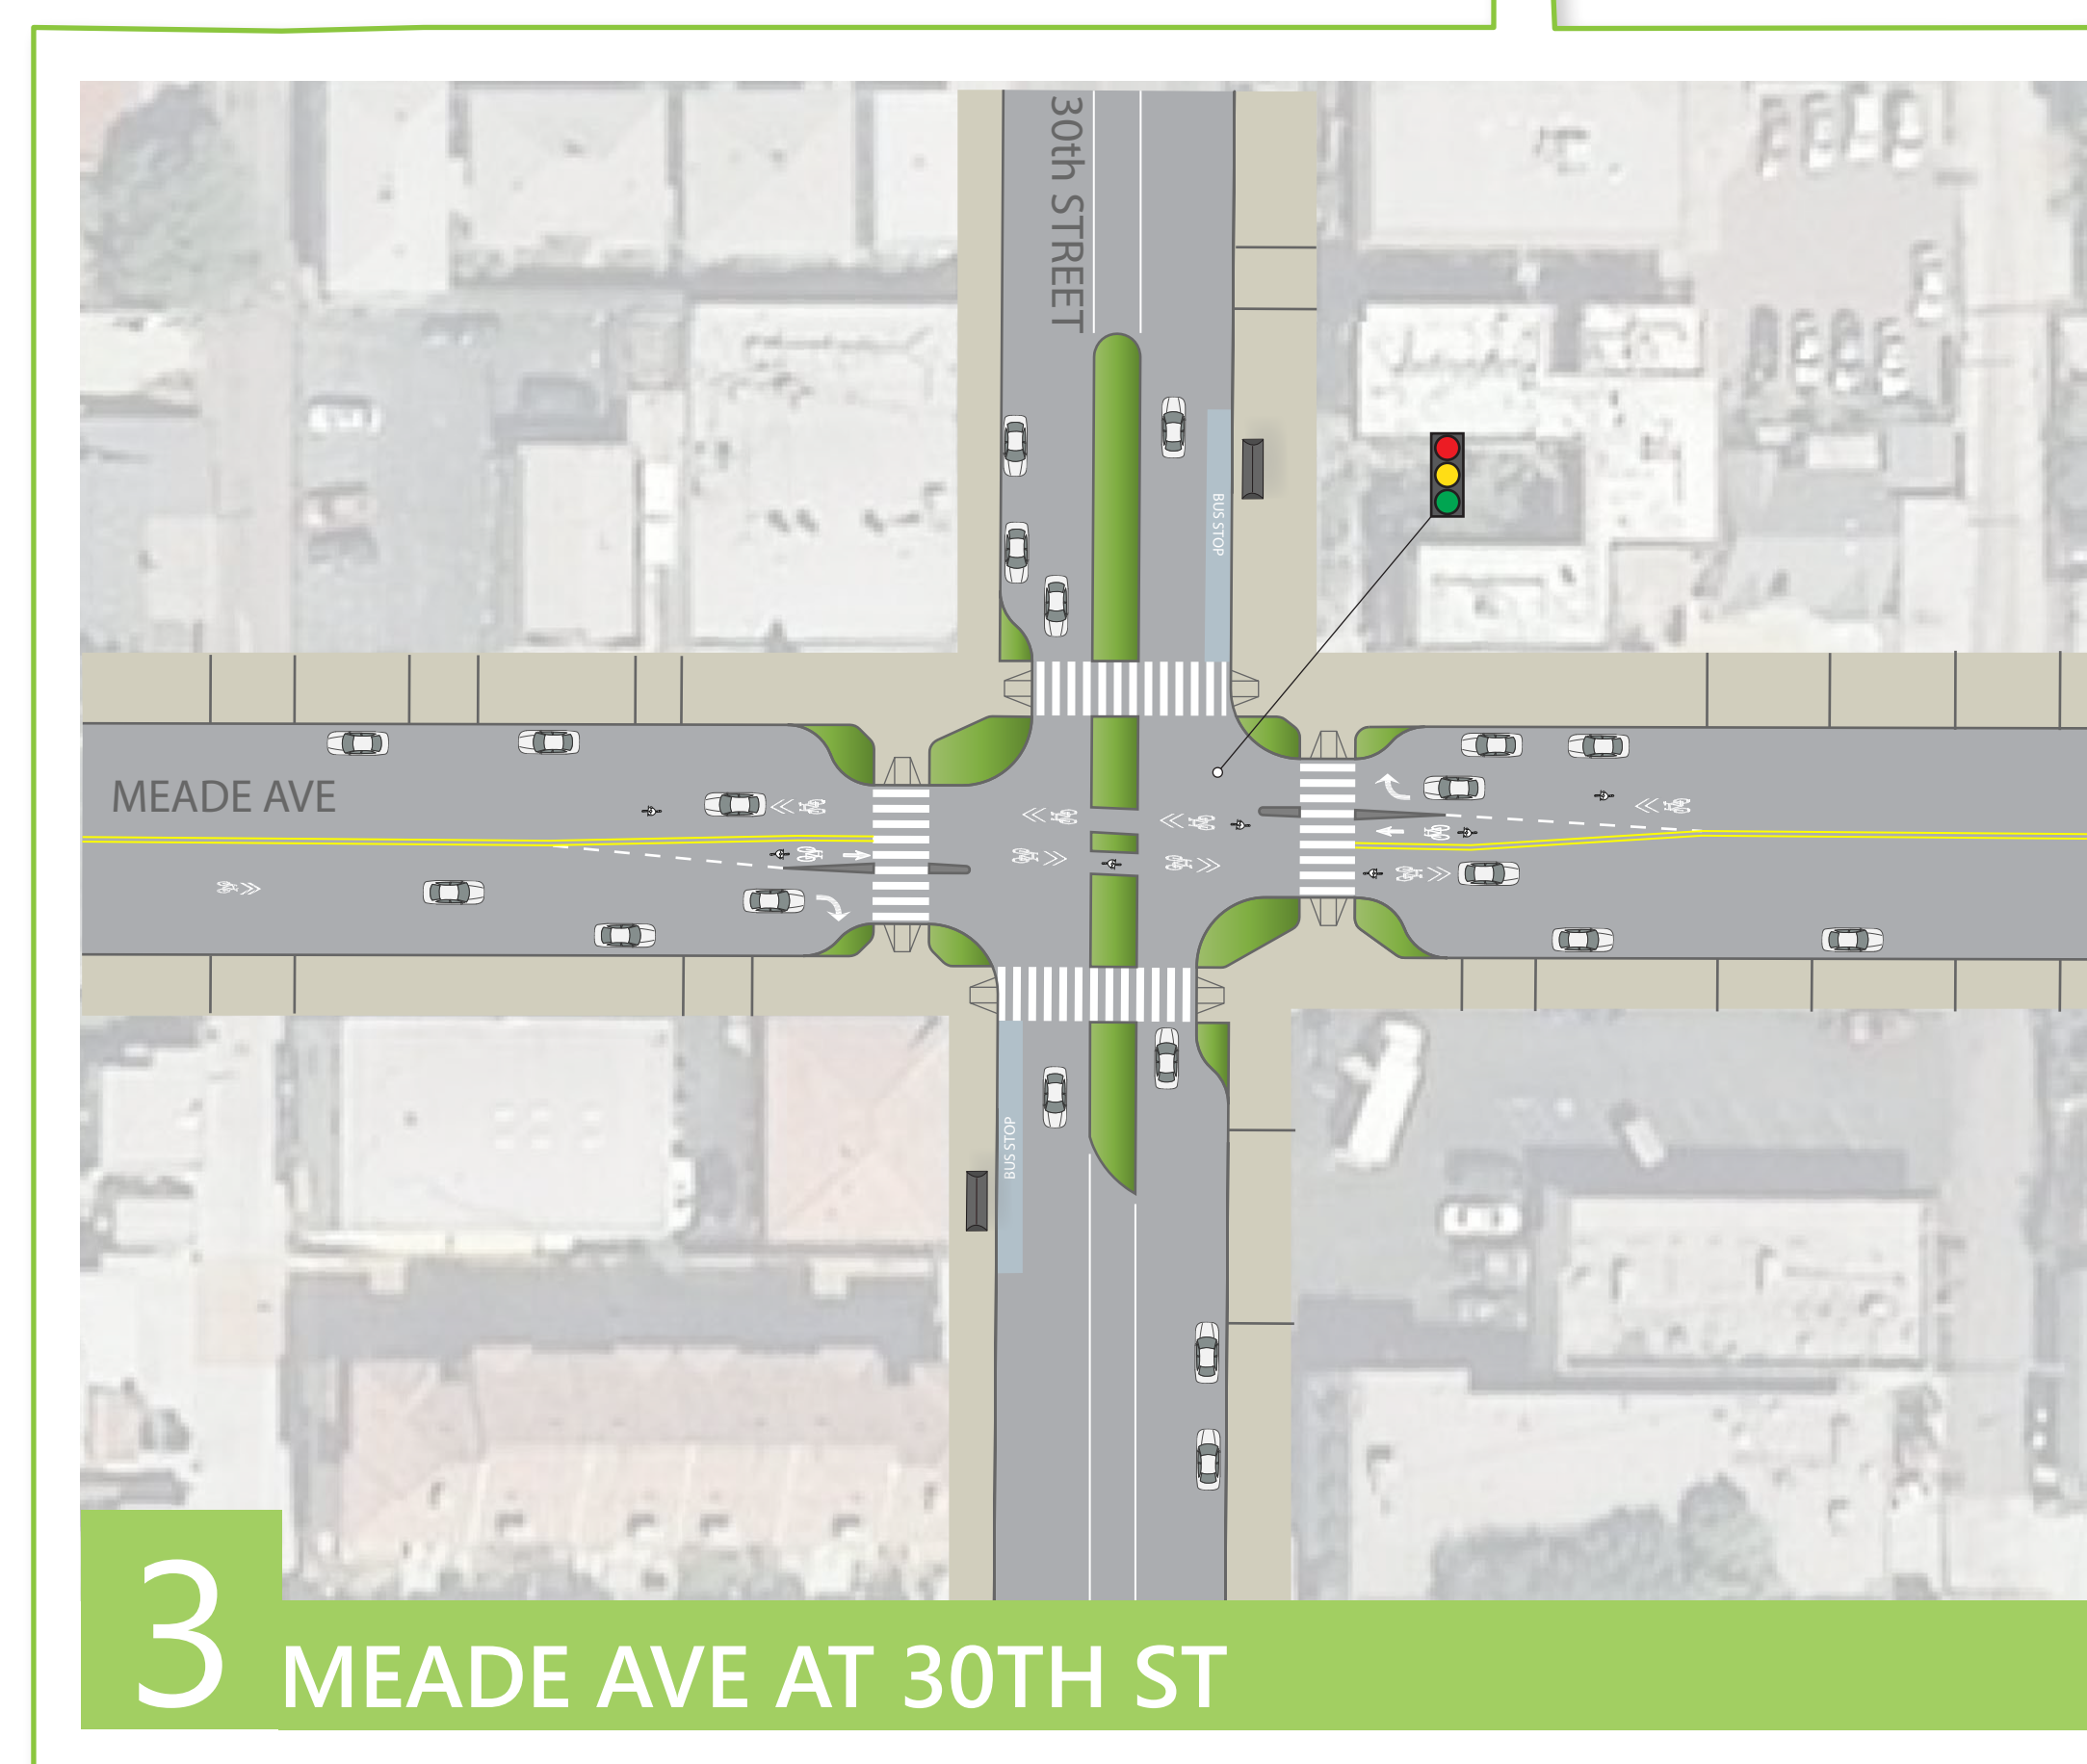 30th STREET
BUS STOP
MEADE AVE
BUS STOP
3
MEADE AVE AT 30TH ST